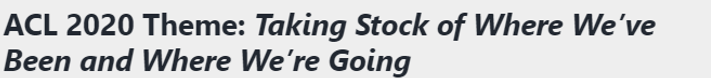 ACL 2020 Theme: Taking Stock of Where We’ve
Been and Where We’re Going